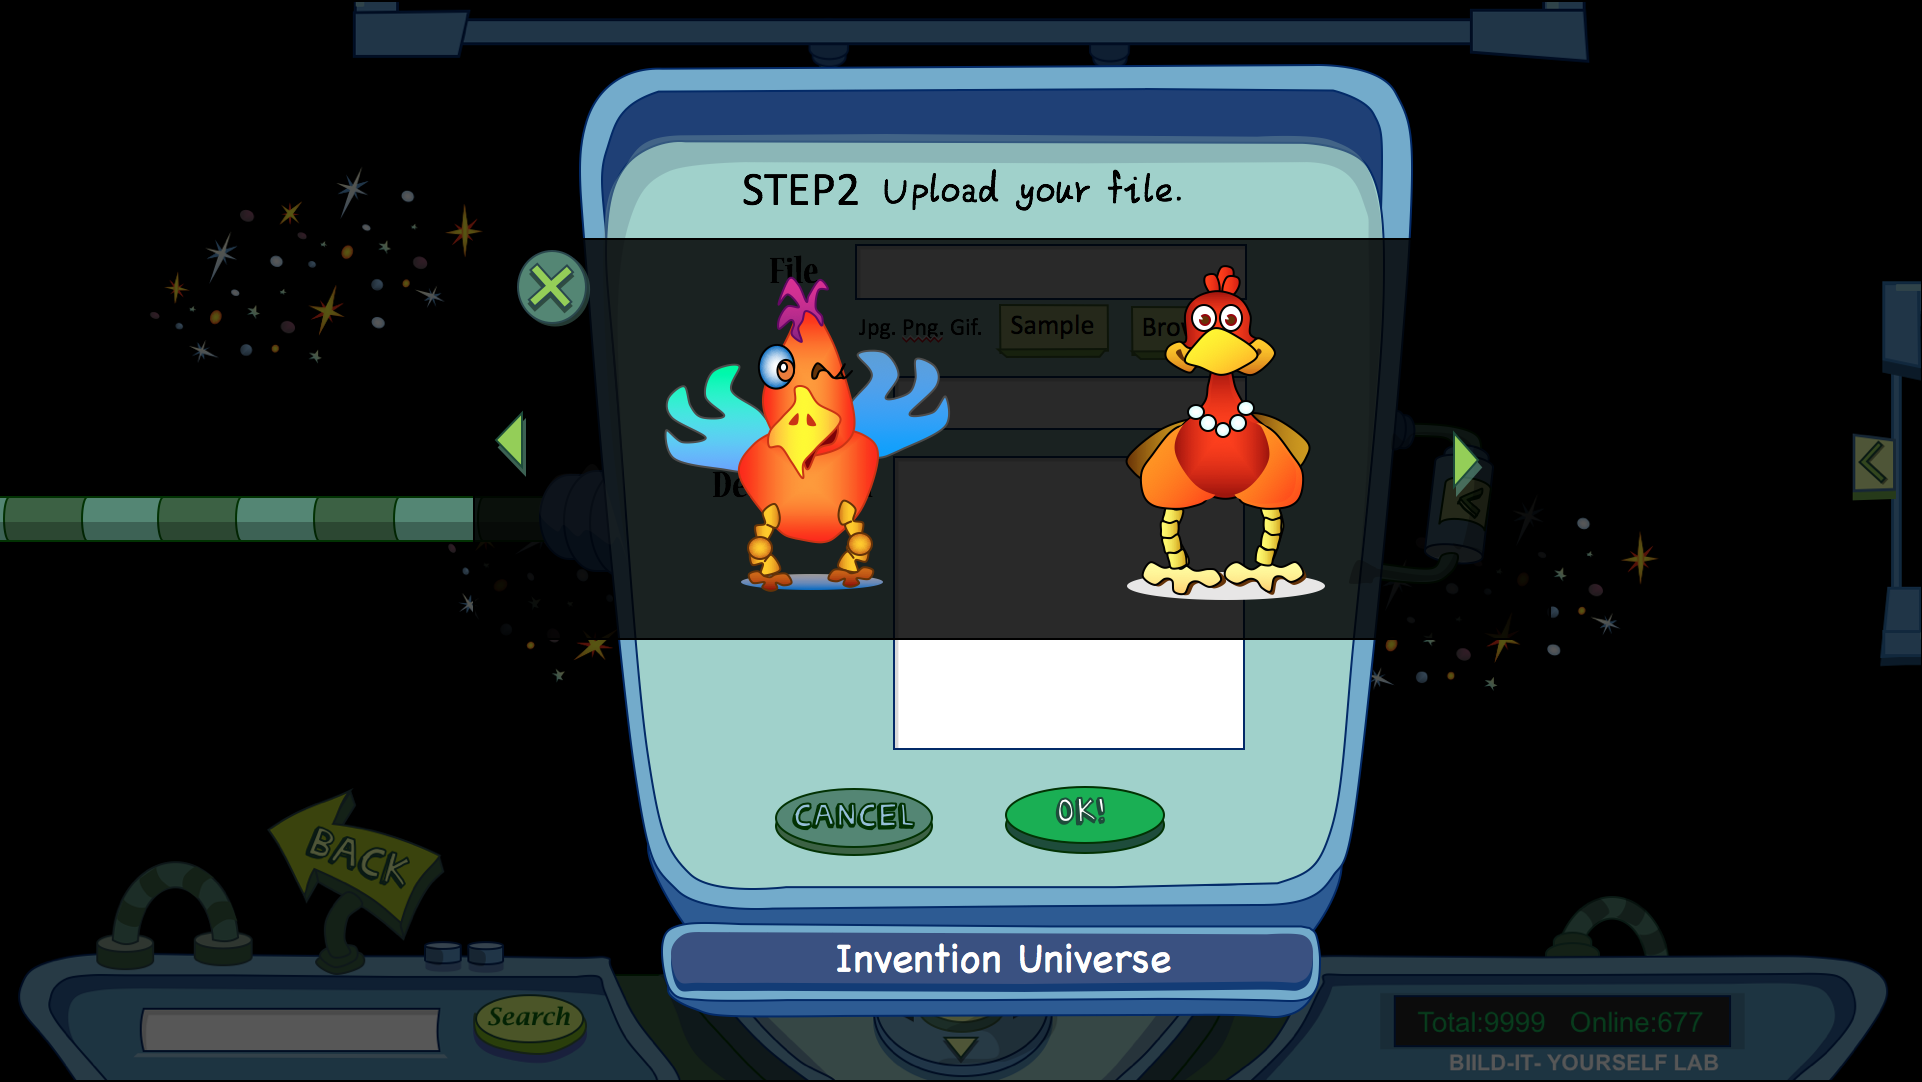 STEP2 Upload your file.
File
Jpg. Png. Gif. Sample
CANCEL OK!
BACK
Invention Universe
Search
Total:9999 Online:677
BIILD-IT- YOURSELF LAB